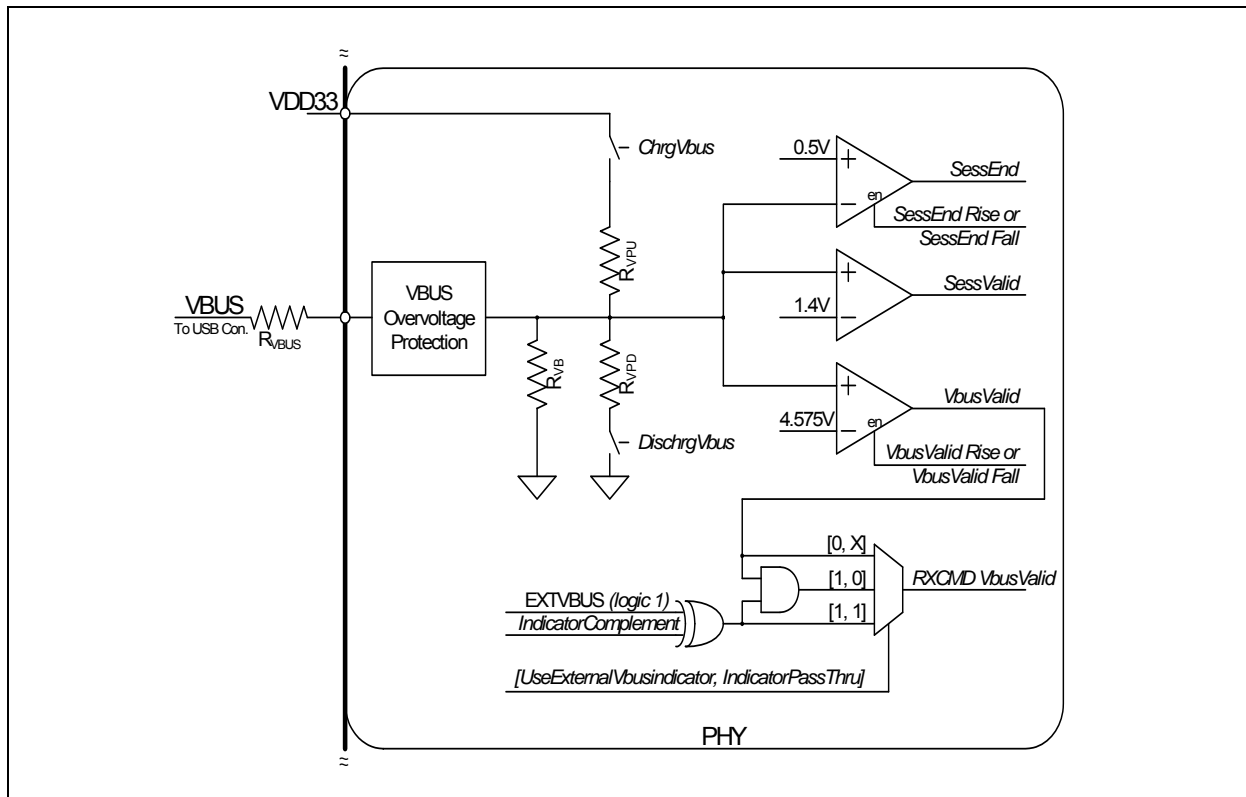 VDD33
ChrgVbus
0.5V
+
−
en
SessEnd
SessEnd Rise or
SessEnd Fall
RVPU
VBUS
To USB Con.
RVBUS
VBUS
Overvoltage
Protection
+
1.4V
−
SessValid
RVB
RVPD
DischrgVbus
+
4.575V
−
en
VbusValid
VbusValid Rise or
VbusValid Fall
[0, X]
[1, 0]
[1, 1]
RXCMD VbusValid
EXTVBUS (logic 1)
IndicatorComplement
[UseExternalVbusindicator, IndicatorPassThru]
PHY